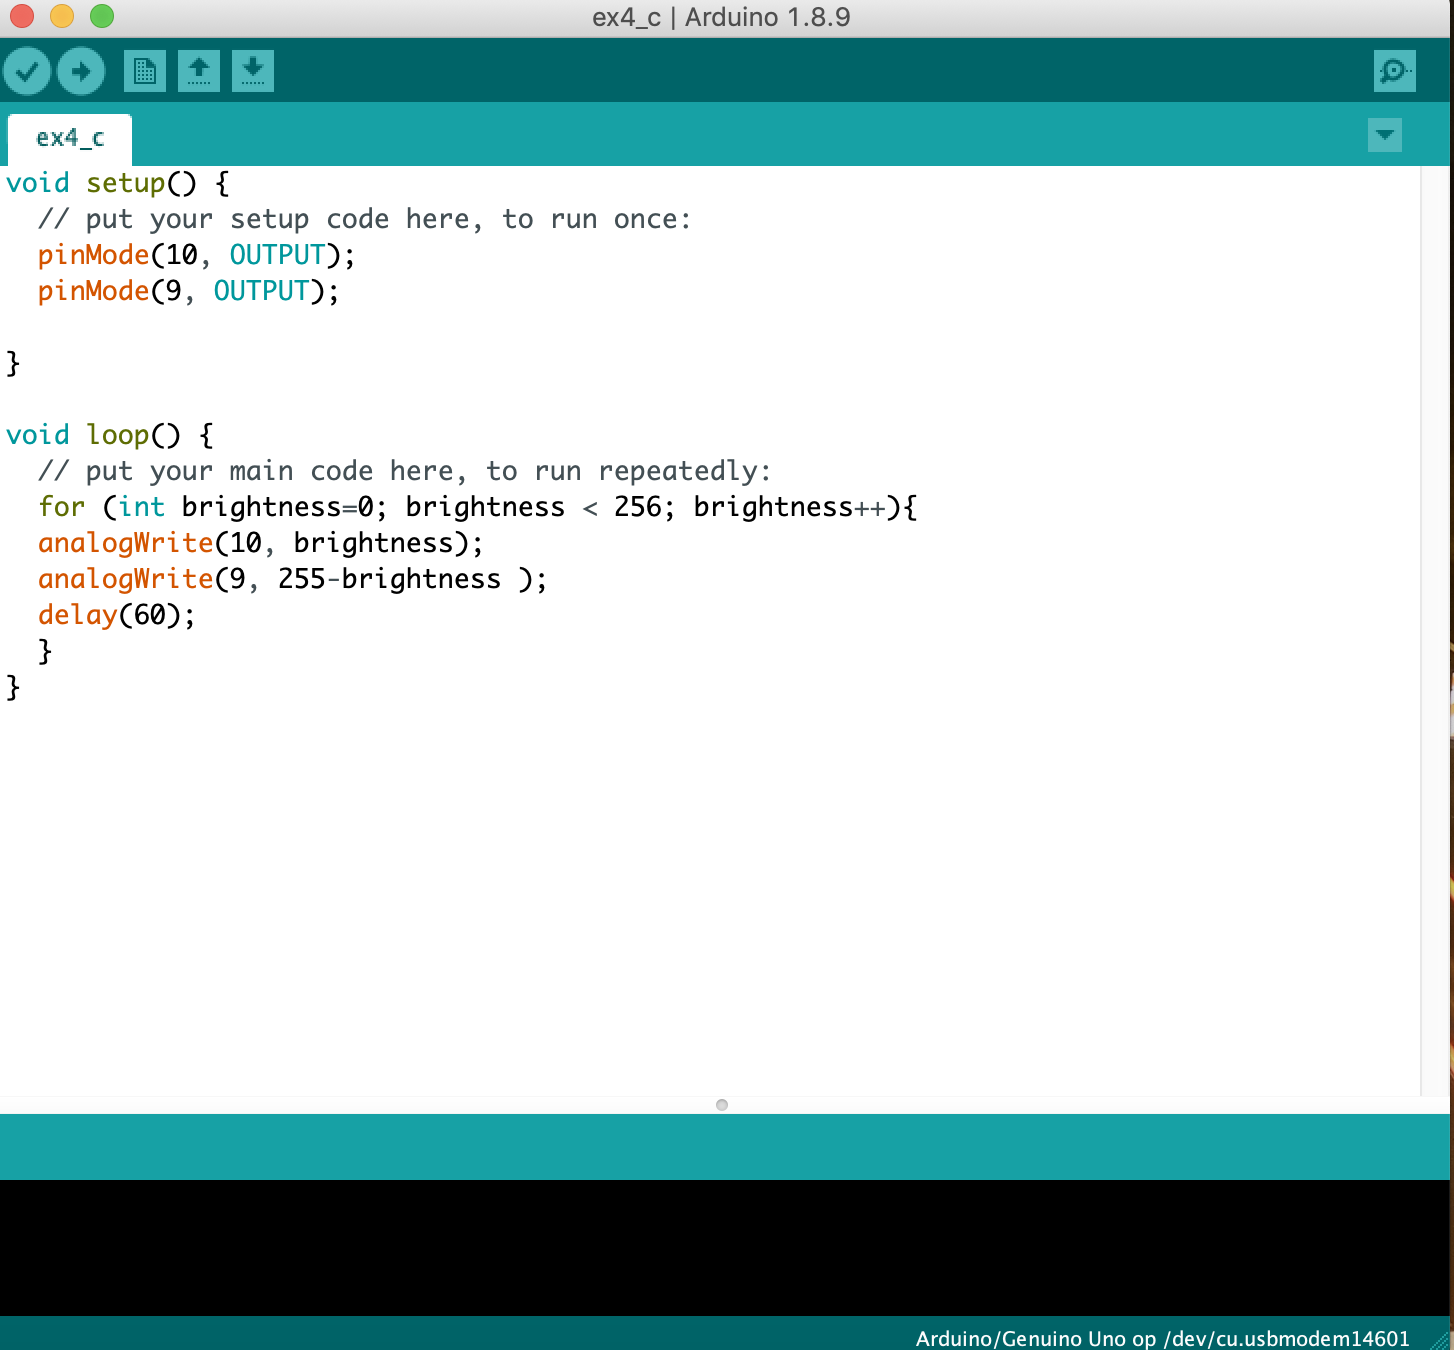 ex4_c | Arduino 1.8.9
ex4_c
void setup() {
  // put your setup code here, to run once:
  pinMode(10, OUTPUT);
  pinMode(9, OUTPUT);
}
void loop() {
  // put your main code here, to run repeatedly:
  for (int brightness=0; brightness < 256; brightness++){
  analogWrite(10, brightness);
  analogWrite(9, 255-brightness );
  delay(60);
  }
}
Arduino/Genuino Uno op /dev/cu.usbmodem14601